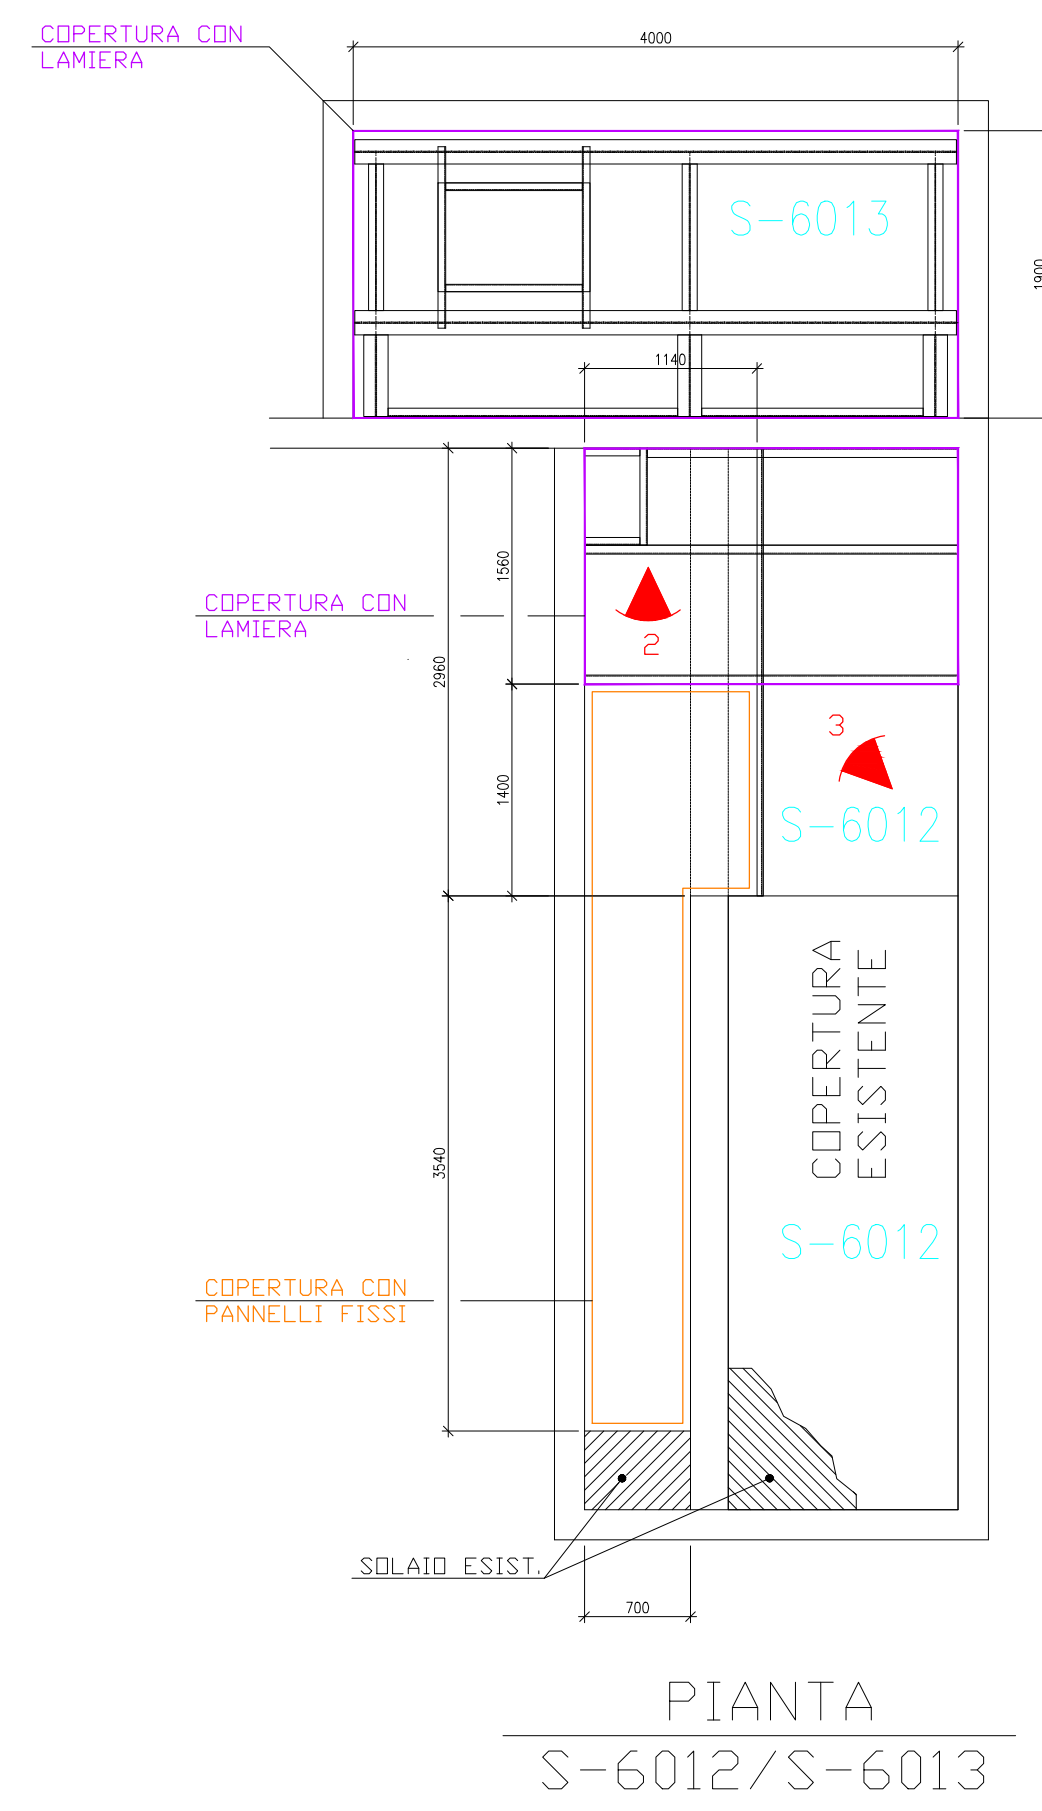 COPERTURA CON
LAMIERA
4000
S-6013
1900
1140
1560
COPERTURA CON
LAMIERA
2
2960
3
1400
S-6012
COPERTURA
ESISTENTE
3540
S-6012
COPERTURA CON
PANNELLI FISSI
SOLAIO ESIST.
700
PIANTA
S-6012/S-6013